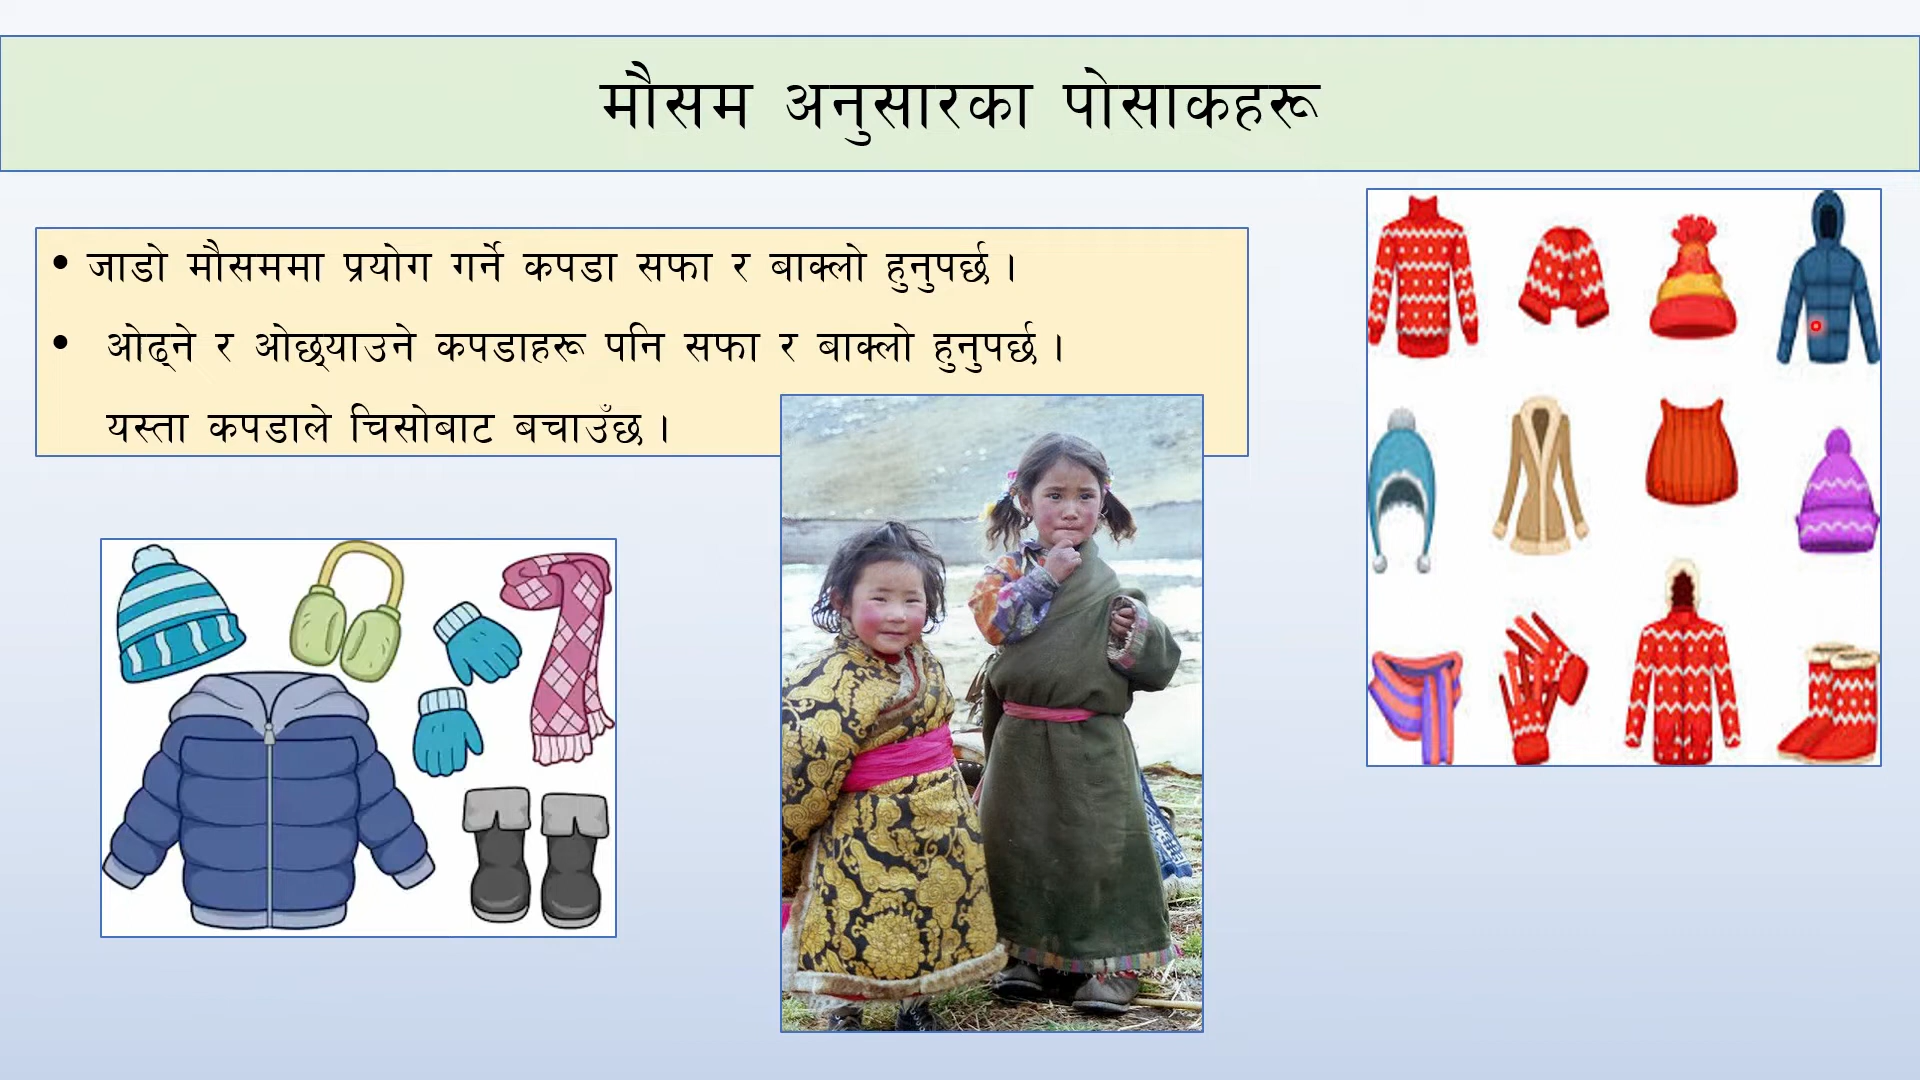 मौसम अनुसारका पोसाकहरू
• जाडो मौसममा प्रयोग गर्ने कपडा सफा र बाक्लो हुनुपर्छ ।
• ओढ्ने र ओछ्याउने कपडाहरू पनि सफा र बाक्लो हुनुपर्छ ।
यस्ता कपडाले चिसोबाट बचाउँछ ।